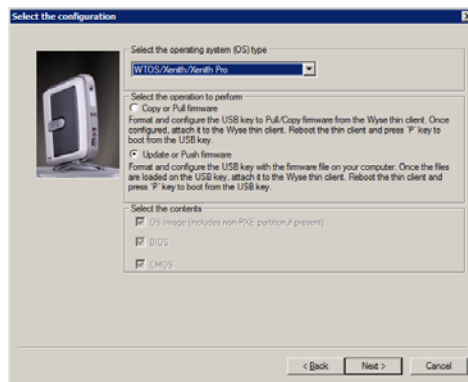 Select the configuration
Select the operating system (OS) type
WTOS/Xenith/Xenith Pro
Select the operation to perform
Copy or Pull firmware
Format and configure the USB key to Pull/Copy firmware from the Wyse thin client. Once
configured, attach it to the Wyse thin client. Reboot the thin client and press 'P' key to
boot from the USB key.
Update or Push firmware
Format and configure the USB key with the firmware file on your computer. Once the files
are loaded on the USB key, attach it to the Wyse thin client. Reboot the thin client and
press 'P' key to boot from the USB key.
Select the contents
OS Image (includes non-PXE partition,if present)
BIOS
CMOS
< Back
Next >
Cancel